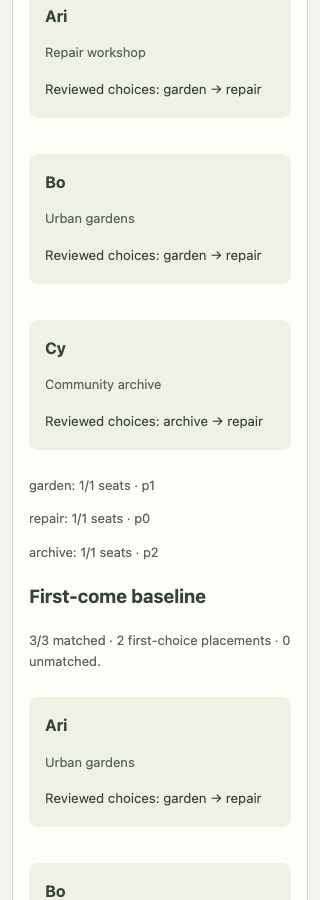 Ari
Repair workshop
Reviewed choices: garden → repair
Bo
Urban gardens
Reviewed choices: garden → repair
Cy
Community archive
Reviewed choices: archive → repair
garden: 1/1 seats · p1
repair: 1/1 seats · p0
archive: 1/1 seats · p2
First-come baseline
3/3 matched · 2 first-choice placements · 0
unmatched.
Ari
Urban gardens
Reviewed choices: garden → repair
Bo